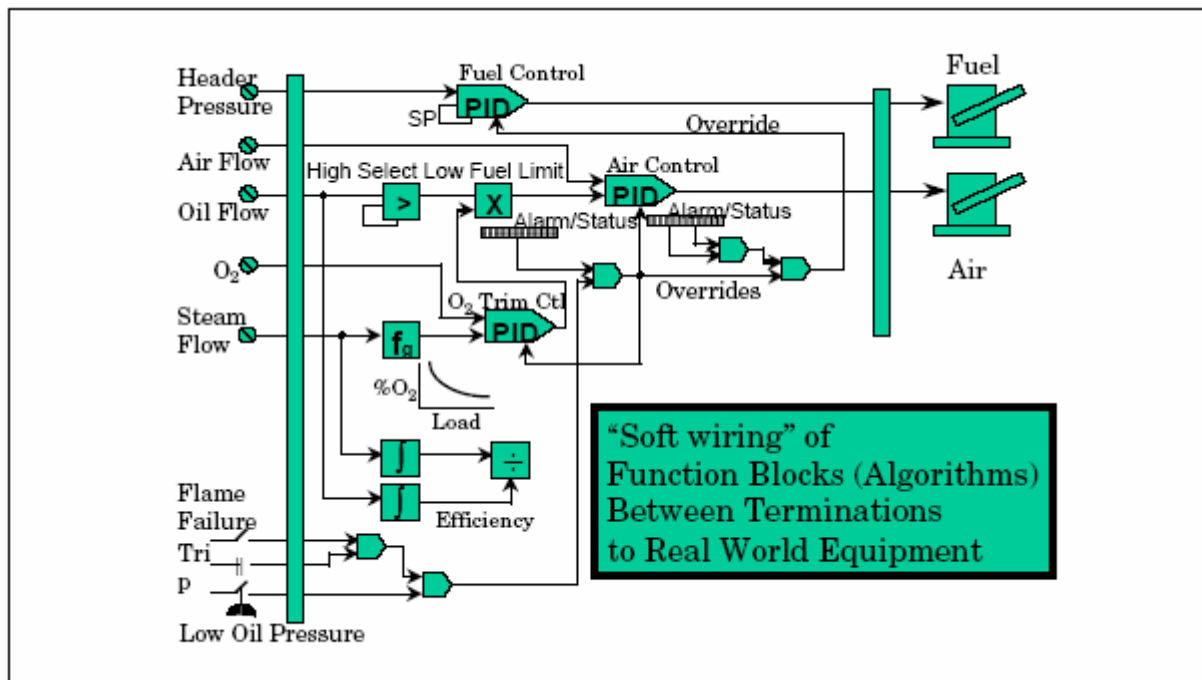 Header
Pressure
Fuel Control
PID
SP
Fuel
Override
Air Flow
Air Control
PID
High Select Low Fuel Limit
Oil Flow
>
X
Alarm/Status
Alarm/Status
O2
Overrides
Air
O2 Trim Ctl
PID
Steam
Flow
fg
%O2
Load
∫
÷
∫
Efficiency
Flame
Failure
Tri
p
Low Oil Pressure
“Soft wiring” of
Function Blocks (Algorithms)
Between Terminations
to Real World Equipment